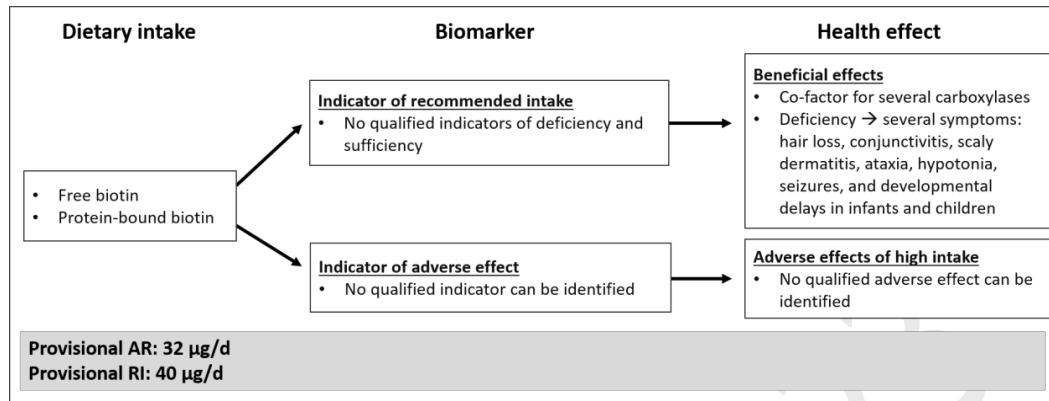 Dietary intake
Biomarker
Health effect
• Free biotin
• Protein-bound biotin
Indicator of recommended intake
• No qualified indicators of deficiency and
sufficiency
Indicator of adverse effect
• No qualified indicator can be identified
Beneficial effects
• Co-factor for several carboxylases
• Deficiency → several symptoms:
hair loss, conjunctivitis, scaly
dermatitis, ataxia, hypotonia,
seizures, and developmental
delays in infants and children
Adverse effects of high intake
• No qualified adverse effect can be
identified
Provisional AR: 32 µg/d
Provisional RI: 40 µg/d